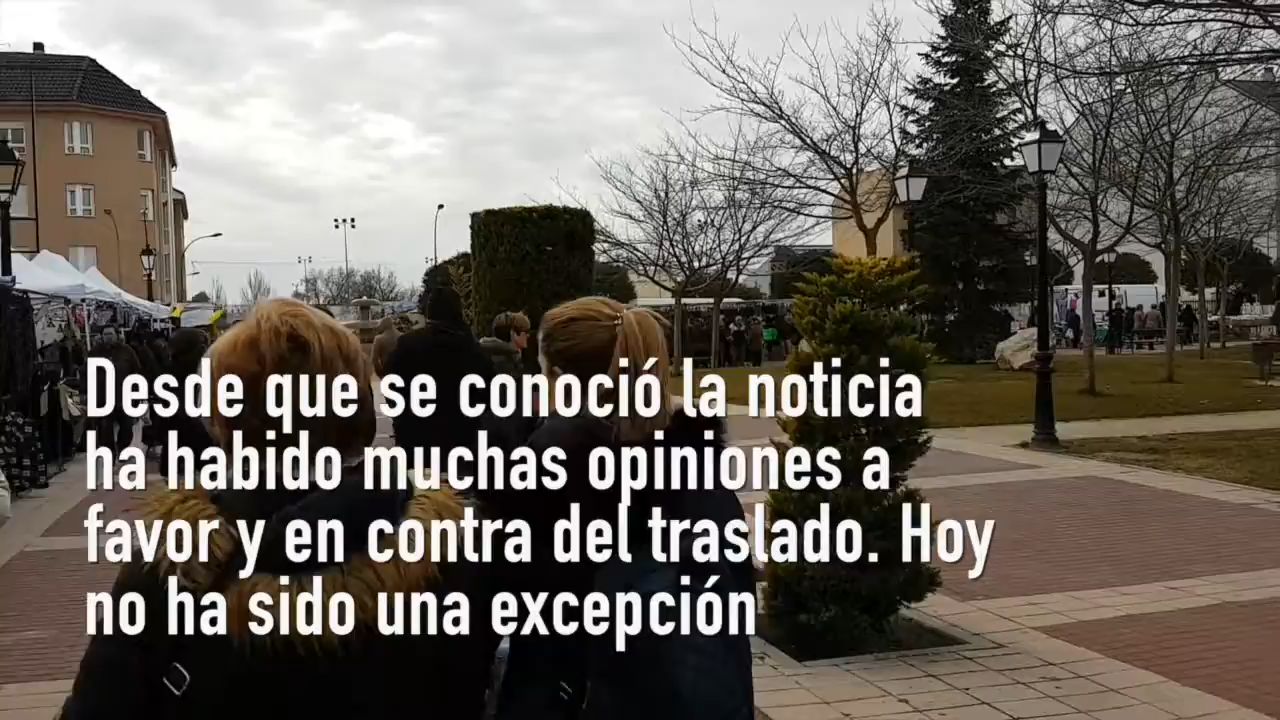 Desde que se conoció la noticia
ha habido muchas opiniones a
favor y en contra del traslado. Hoy
no ha sido una excepción